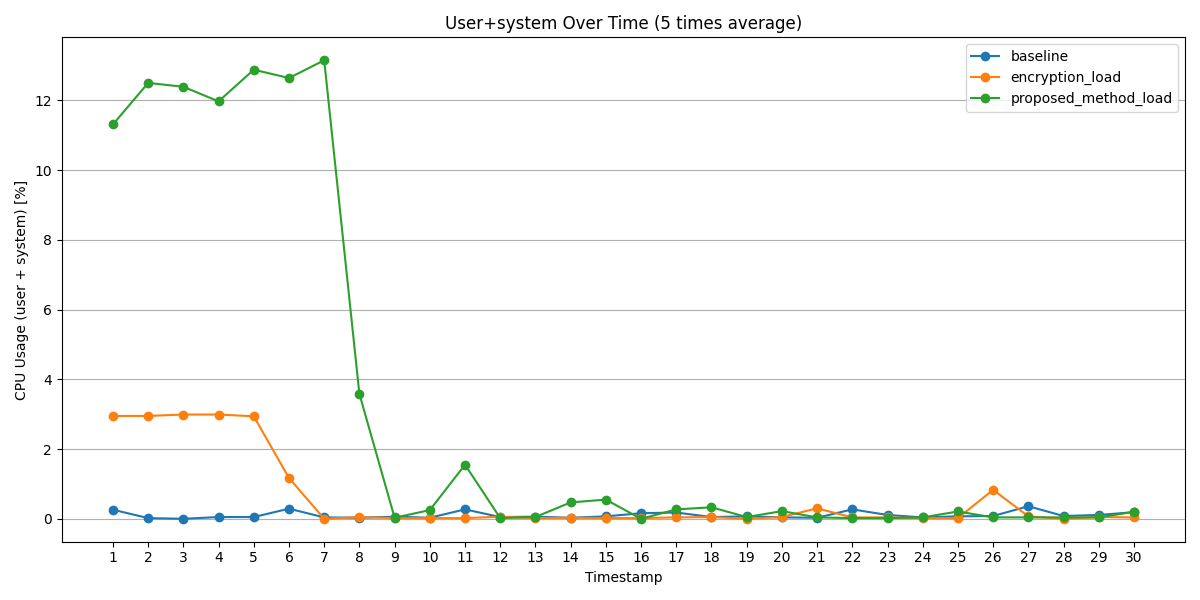 User+system Over Time (5 times average)
baseline
encryption_load
proposed_method_load
CPU Usage (user + system) [%]
12
10
8
6
4
2
0
1 2 3 4 5 6 7 8 9 10 11 12 13 14 15 16 17 18 19 20 21 22 23 24 25 26 27 28 29 30
Timestamp